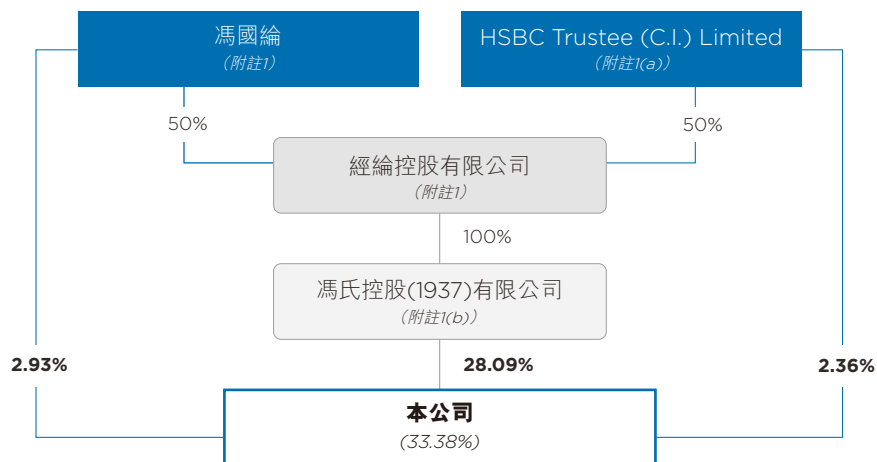 馮國綸
（附註1）
HSBC Trustee (C.I.) Limited
（附註1(a)）
50%
50%
經綸控股有限公司
（附註1）
100%
馮氏控股(1937)有限公司
（附註1(b)）
2.93%
28.09%
2.36%
本公司
(33.38%)